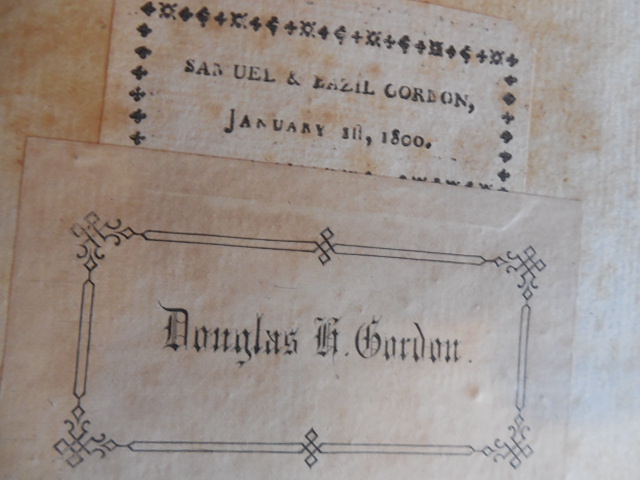 SAMUEL & BAZIL GORDON,
JANUARY 1st, 1800.
Douglas H. Gordon.